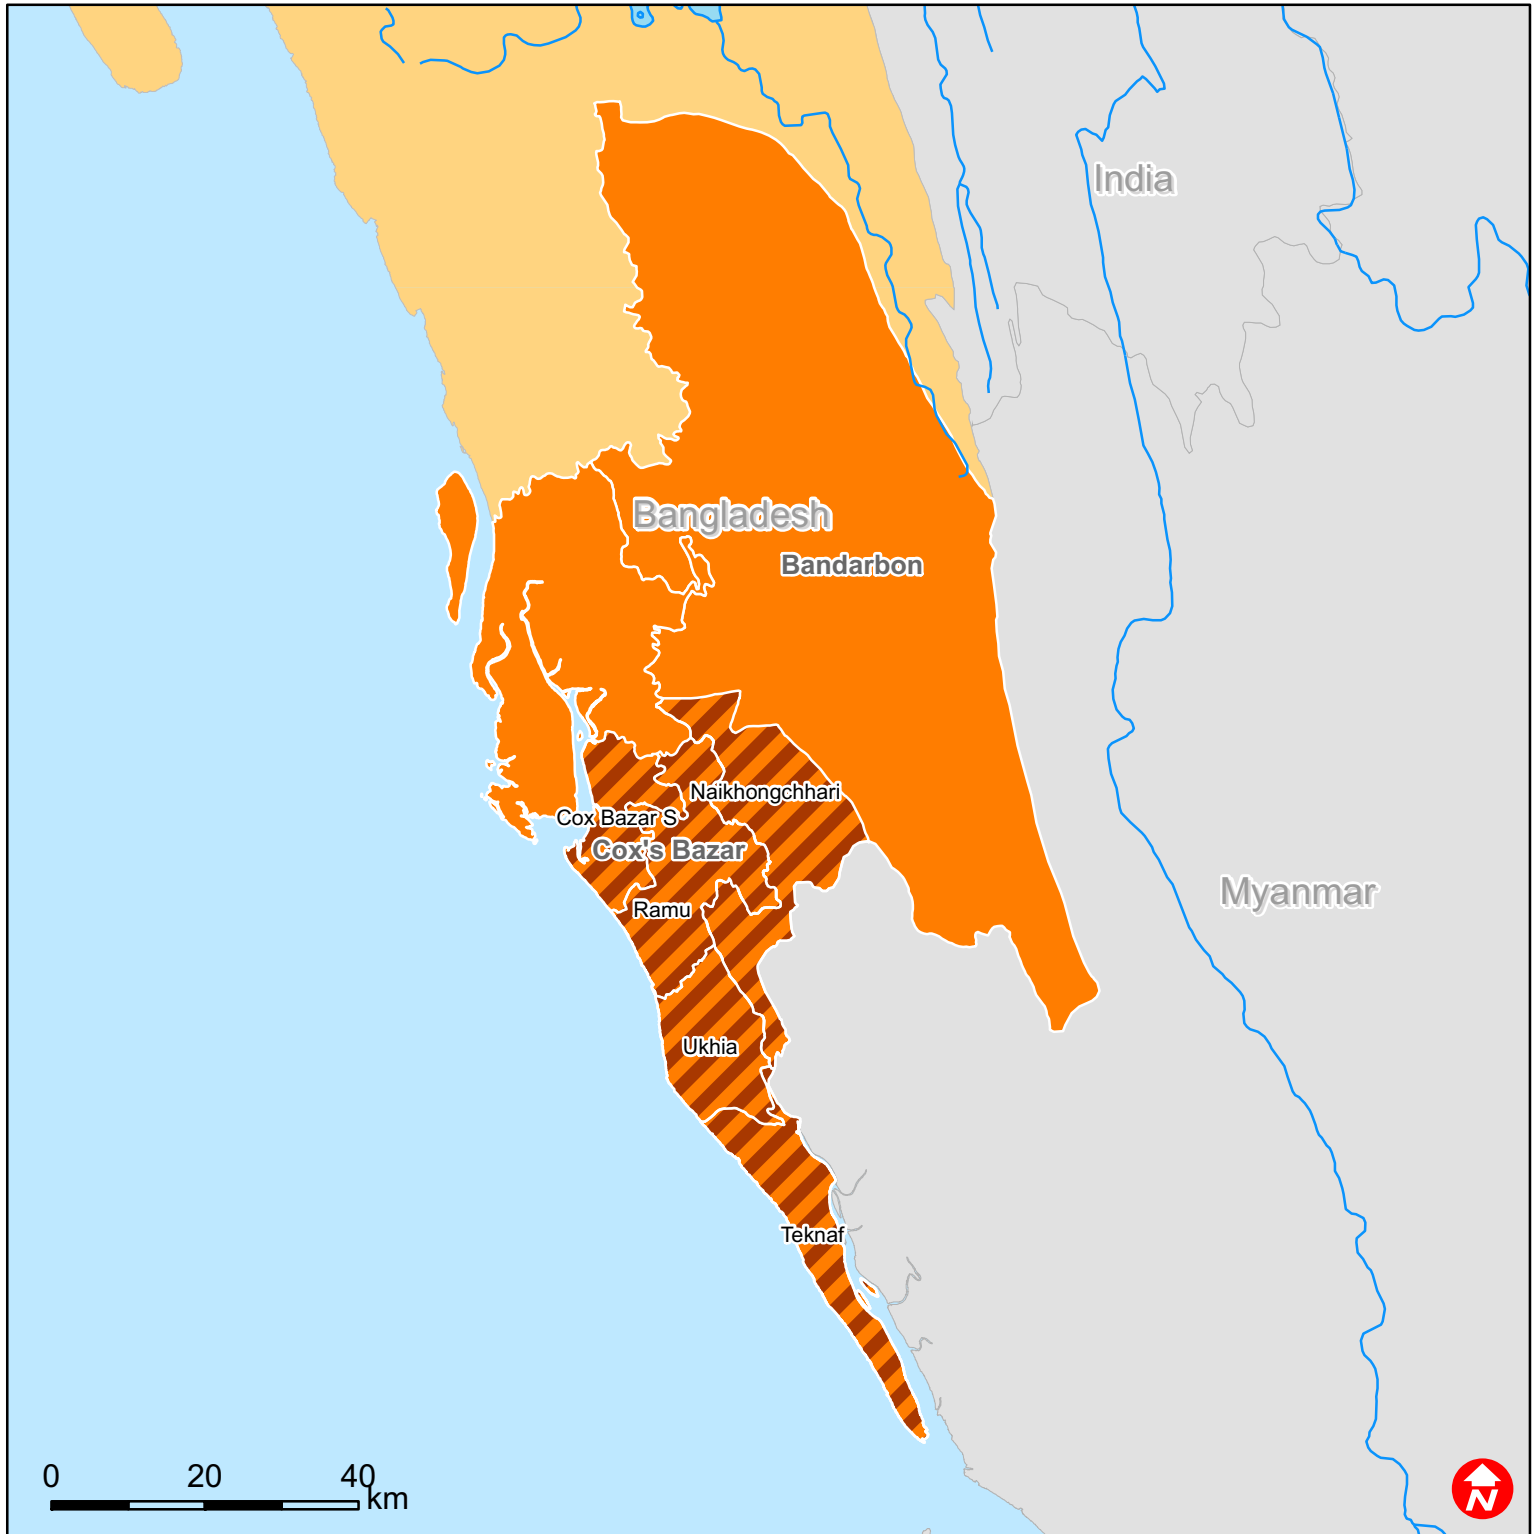 India
Bangladesh
Bandarbon
Naikhongchhari
Cox Bazar S
Cox's Bazar
Myanmar
Ramu
Ukhia
Teknaf
0 20 40
km
N